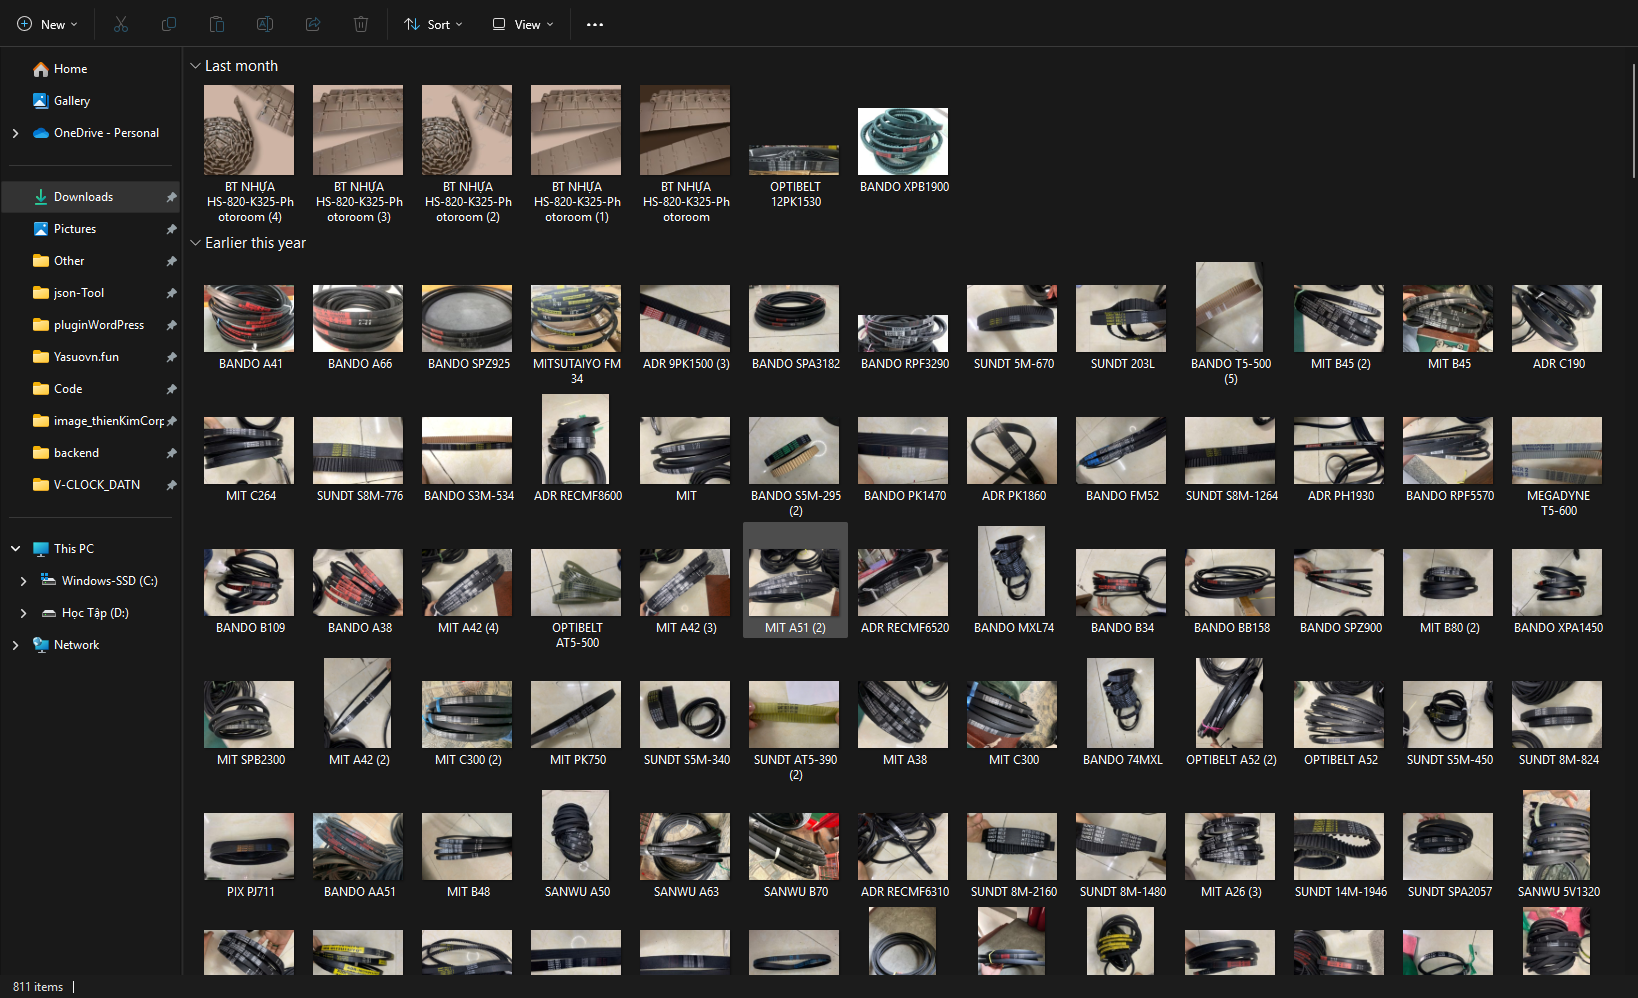 New
Sort
View
Home
Gallery
OneDrive - Personal
Downloads
Pictures
Other
json-Tool
pluginWordPress
Yasuovn.fun
Code
image_thienKimCorp
backend
V-CLOCK_DATN
This PC
Windows-SSD (C:)
Học Tập (D:)
Network
Last month
BT NHỰA
HS-820-K325-Ph
otoroom (4)
BT NHỰA
HS-820-K325-Ph
otoroom (3)
BT NHỰA
HS-820-K325-Ph
otoroom (2)
BT NHỰA
HS-820-K325-Ph
otoroom (1)
BT NHỰA
HS-820-K325-Ph
otoroom
OPTIBELT
12PK1530
BANDO XPB1900
Earlier this year
BANDO A41
BANDO A66
BANDO SPZ925
MITSUTAIYO FM
34
ADR 9PK1500 (3)
BANDO SPA3182
BANDO RPF3290
SUNDT 5M-670
SUNDT 203L
BANDO T5-500
(5)
MIT B45 (2)
MIT B45
ADR C190
MIT C264
SUNDT S8M-776
BANDO S3M-534
ADR RECMF8600
MIT
BANDO S5M-295
(2)
BANDO PK1470
ADR PK1860
BANDO FM52
SUNDT S8M-1264
ADR PH1930
BANDO RPF5570
MEGADYNE
T5-600
BANDO B109
BANDO A38
MIT A42 (4)
OPTIBELT
AT5-500
MIT A42 (3)
MIT A51 (2)
ADR RECMF6520
BANDO MXL74
BANDO B34
BANDO BB158
BANDO SPZ900
MIT B80 (2)
BANDO XPA1450
MIT SPB2300
MIT A42 (2)
MIT C300 (2)
MIT PK750
SUNDT S5M-340
SUNDT AT5-390
(2)
MIT A38
MIT C300
BANDO 74MXL
OPTIBELT A52 (2)
OPTIBELT A52
SUNDT S5M-450
SUNDT 8M-824
PIX PJ711
BANDO AA51
MIT B48
SANWU A50
SANWU A63
SANWU B70
ADR RECMF6310
SUNDT 8M-2160
SUNDT 8M-1480
MIT A26 (3)
SUNDT 14M-1946
SUNDT SPA2057
SANWU 5V1320
811 items